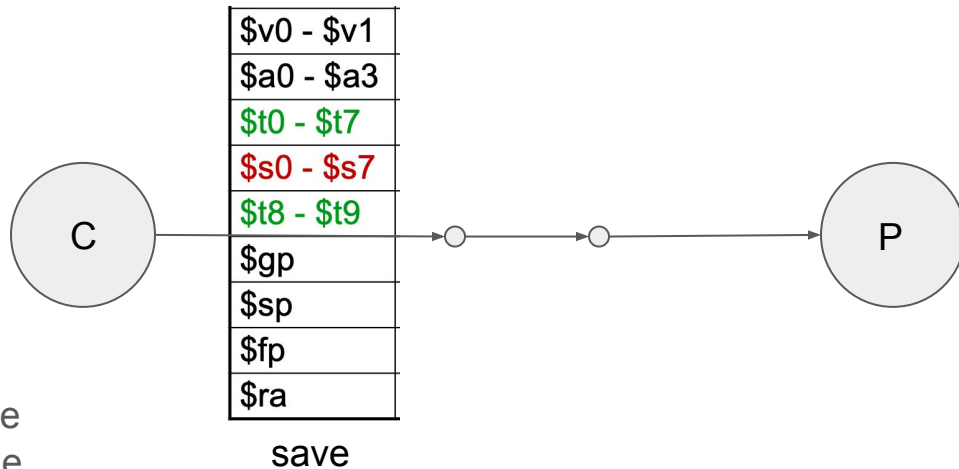 $v0 - $v1
$a0 - $a3
$t0 - $t7
$s0 - $s7
$t8 - $t9
$gp
$sp
$fp
$ra
C
P
e
e
save